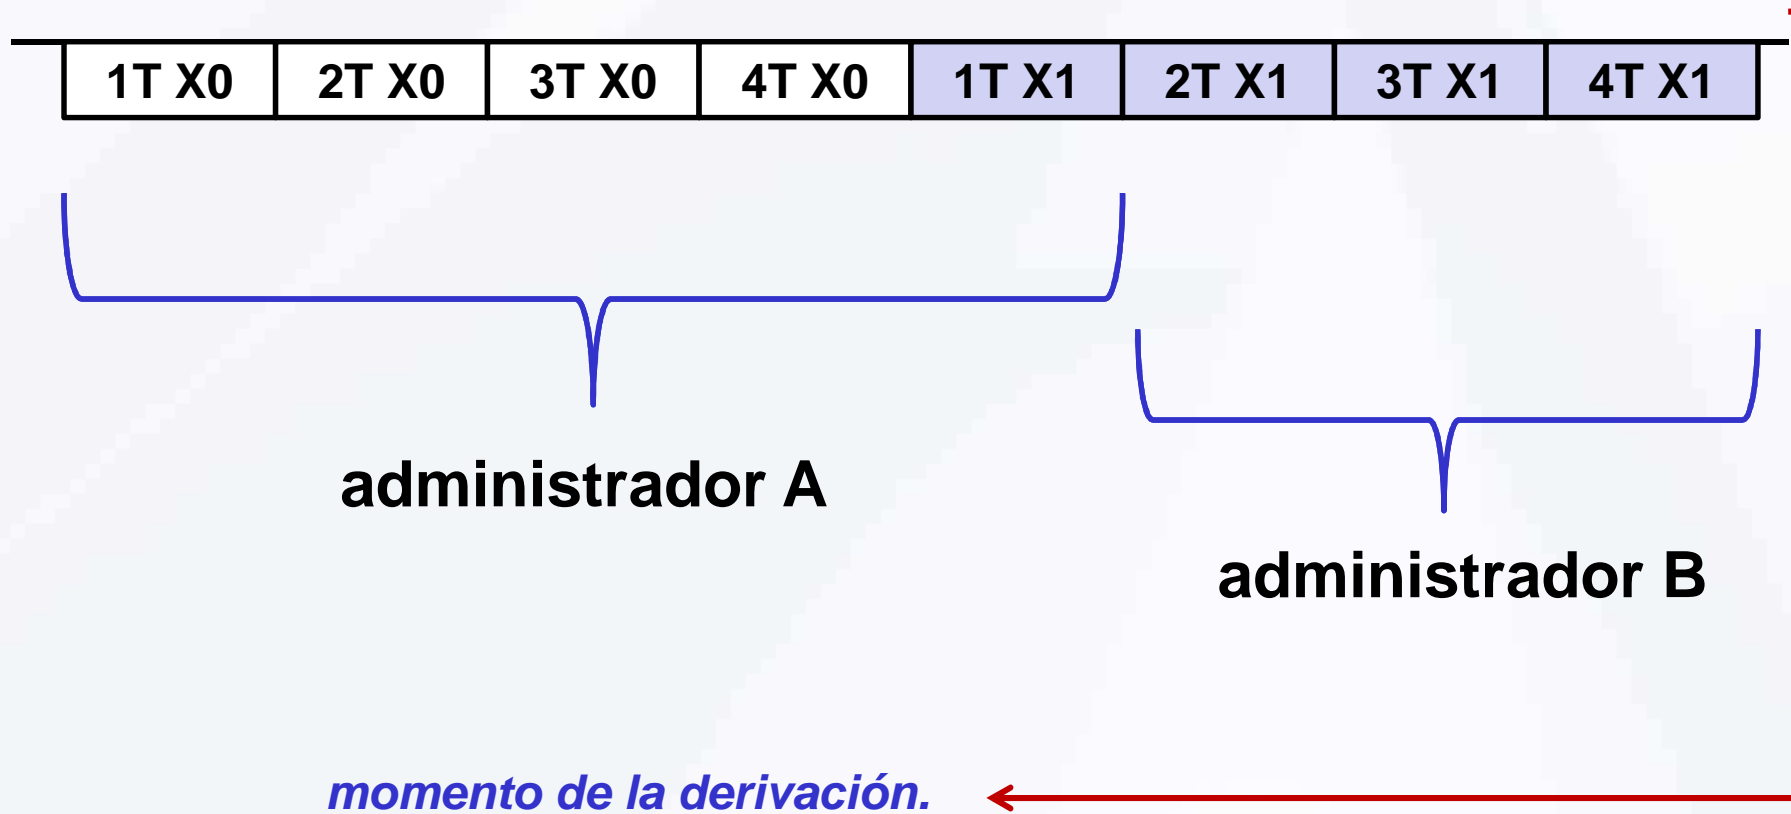 1T X0 2T X0 3T X0 4T X0 1T X1 2T X1 3T X1 4T X1
administrador A
administrador B
momento de la derivación.